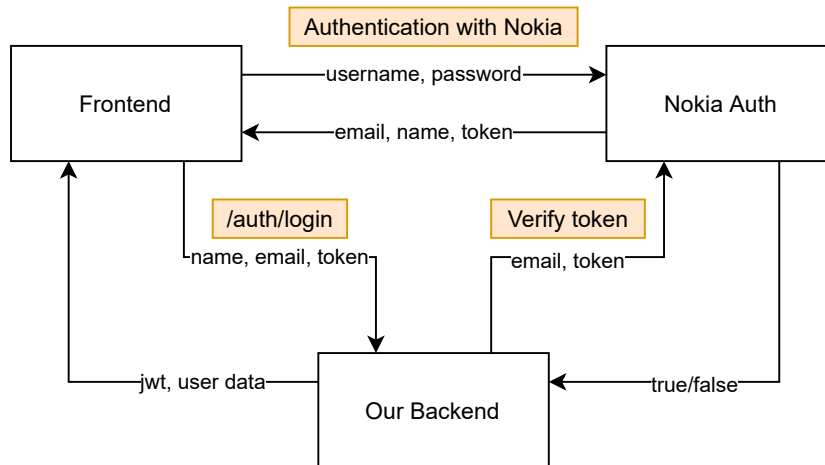 Authentication with Nokia
Frontend
username, password
Nokia Auth
email, name, token
/auth/login
Verify token
name, email, token
email, token
jwt, user data
true/false
Our Backend